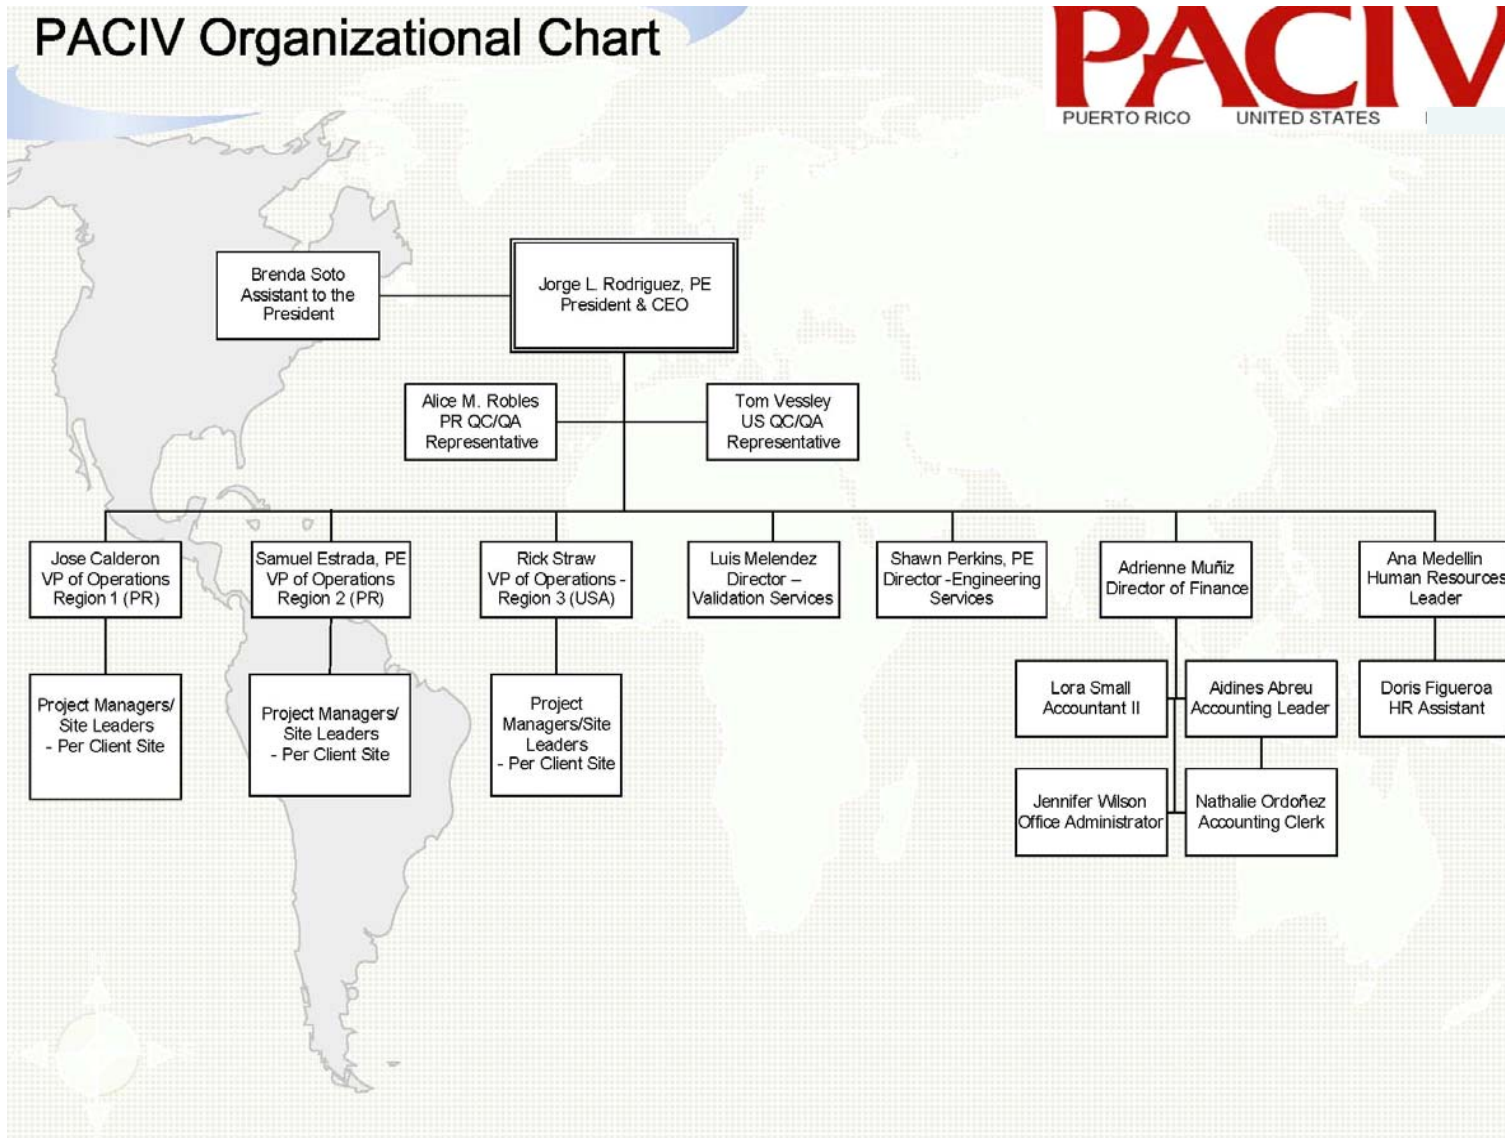 PACIV Organizational Chart
PACIV
PUERTO RICO UNITED STATES
Brenda Soto
Assistant to the
President
Jorge L. Rodriguez, PE
President & CEO
Alice M. Robles
PR QC/QA
Representative
Tom Vessley
US QC/QA
Representative
Jose Calderon
VP of Operations
Region 1 (PR)
Samuel Estrada, PE
VP of Operations
Region 2 (PR)
Rick Straw
VP of Operations -
Region 3 (USA)
Luis Melendez
Director –
Validation Services
Shawn Perkins, PE
Director -Engineering
Services
Adrienne Muñiz
Director of Finance
Ana Medellin
Human Resources
Leader
Project Managers/
Site Leaders
- Per Client Site
Project Managers/
Site Leaders
- Per Client Site
Project
Managers/Site
Leaders
- Per Client Site
Lora Small
Accountant II
Aidines Abreu
Accounting Leader
Doris Figueroa
HR Assistant
Jennifer Wilson
Office Administrator
Nathalie Ordoñez
Accounting Clerk